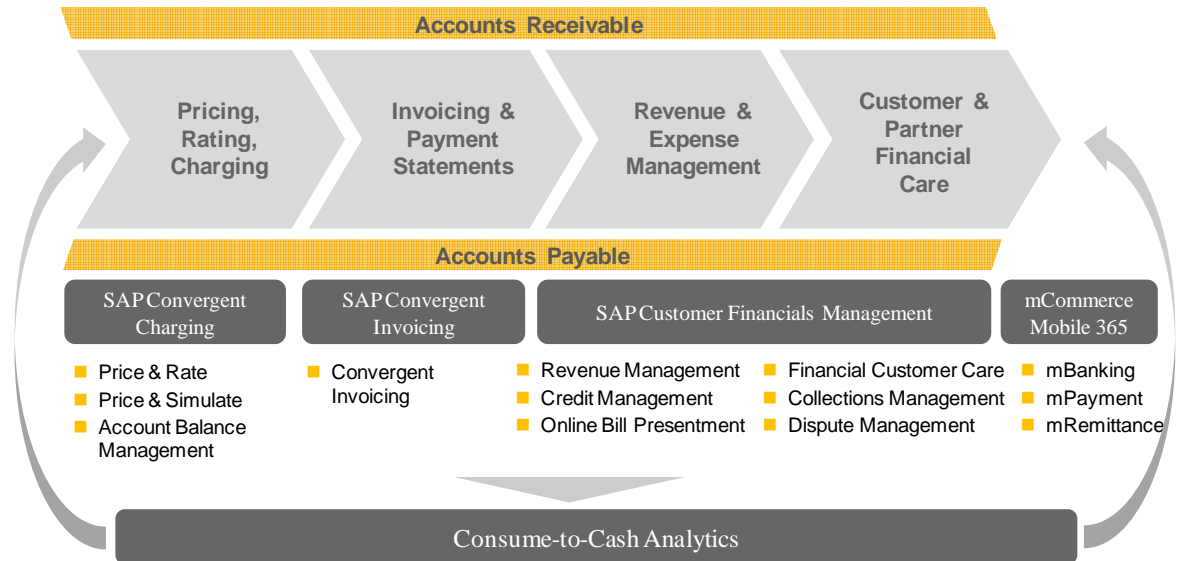 Accounts Receivable
Pricing,
Rating,
Charging
Invoicing &
Payment
Statements
Revenue &
Expense
Management
Customer &
Partner
Financial
Care
Accounts Payable
SAP Convergent
Charging
SAP Convergent
Invoicing
SAP Customer Financials Management
mCommerce
Mobile 365
Price & Rate
Price & Simulate
Account Balance
Management
Convergent
Invoicing
Revenue Management
Credit Management
Online Bill Presentment
Financial Customer Care
Collections Management
Dispute Management
mBanking
mPayment
mRemittance
Consume-to-Cash Analytics